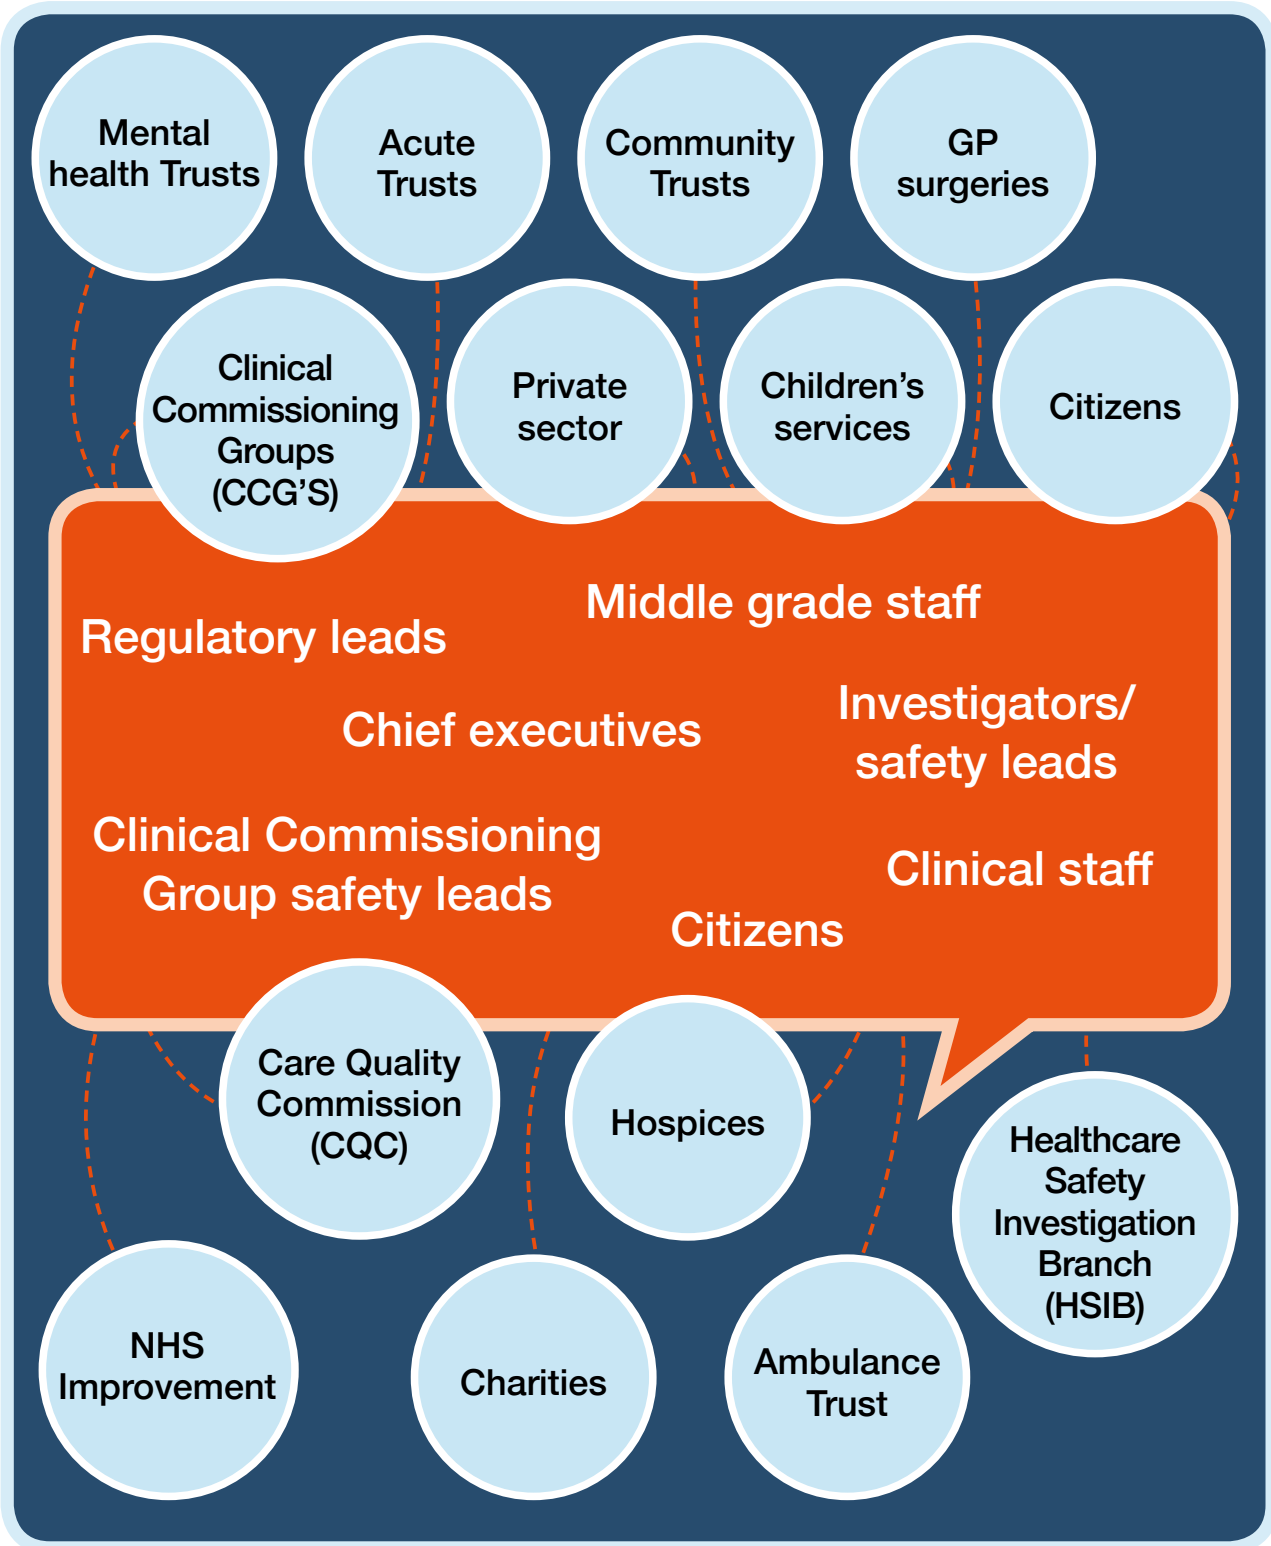 Mental
health Trusts
Acute
Trusts
Community
Trusts
GP
surgeries
Clinical
Commissioning
Groups
(CCG’S)
Private
sector
Children’s
services
Citizens
Regulatory leads
Middle grade staff
Chief executives
Investigators/
safety leads
Clinical Commissioning
Group safety leads
Clinical staff
Citizens
Care Quality
Commission
(CQC)
Hospices
Healthcare
Safety
Investigation
Branch
(HSIB)
NHS
Improvement
Charities
Ambulance
Trust